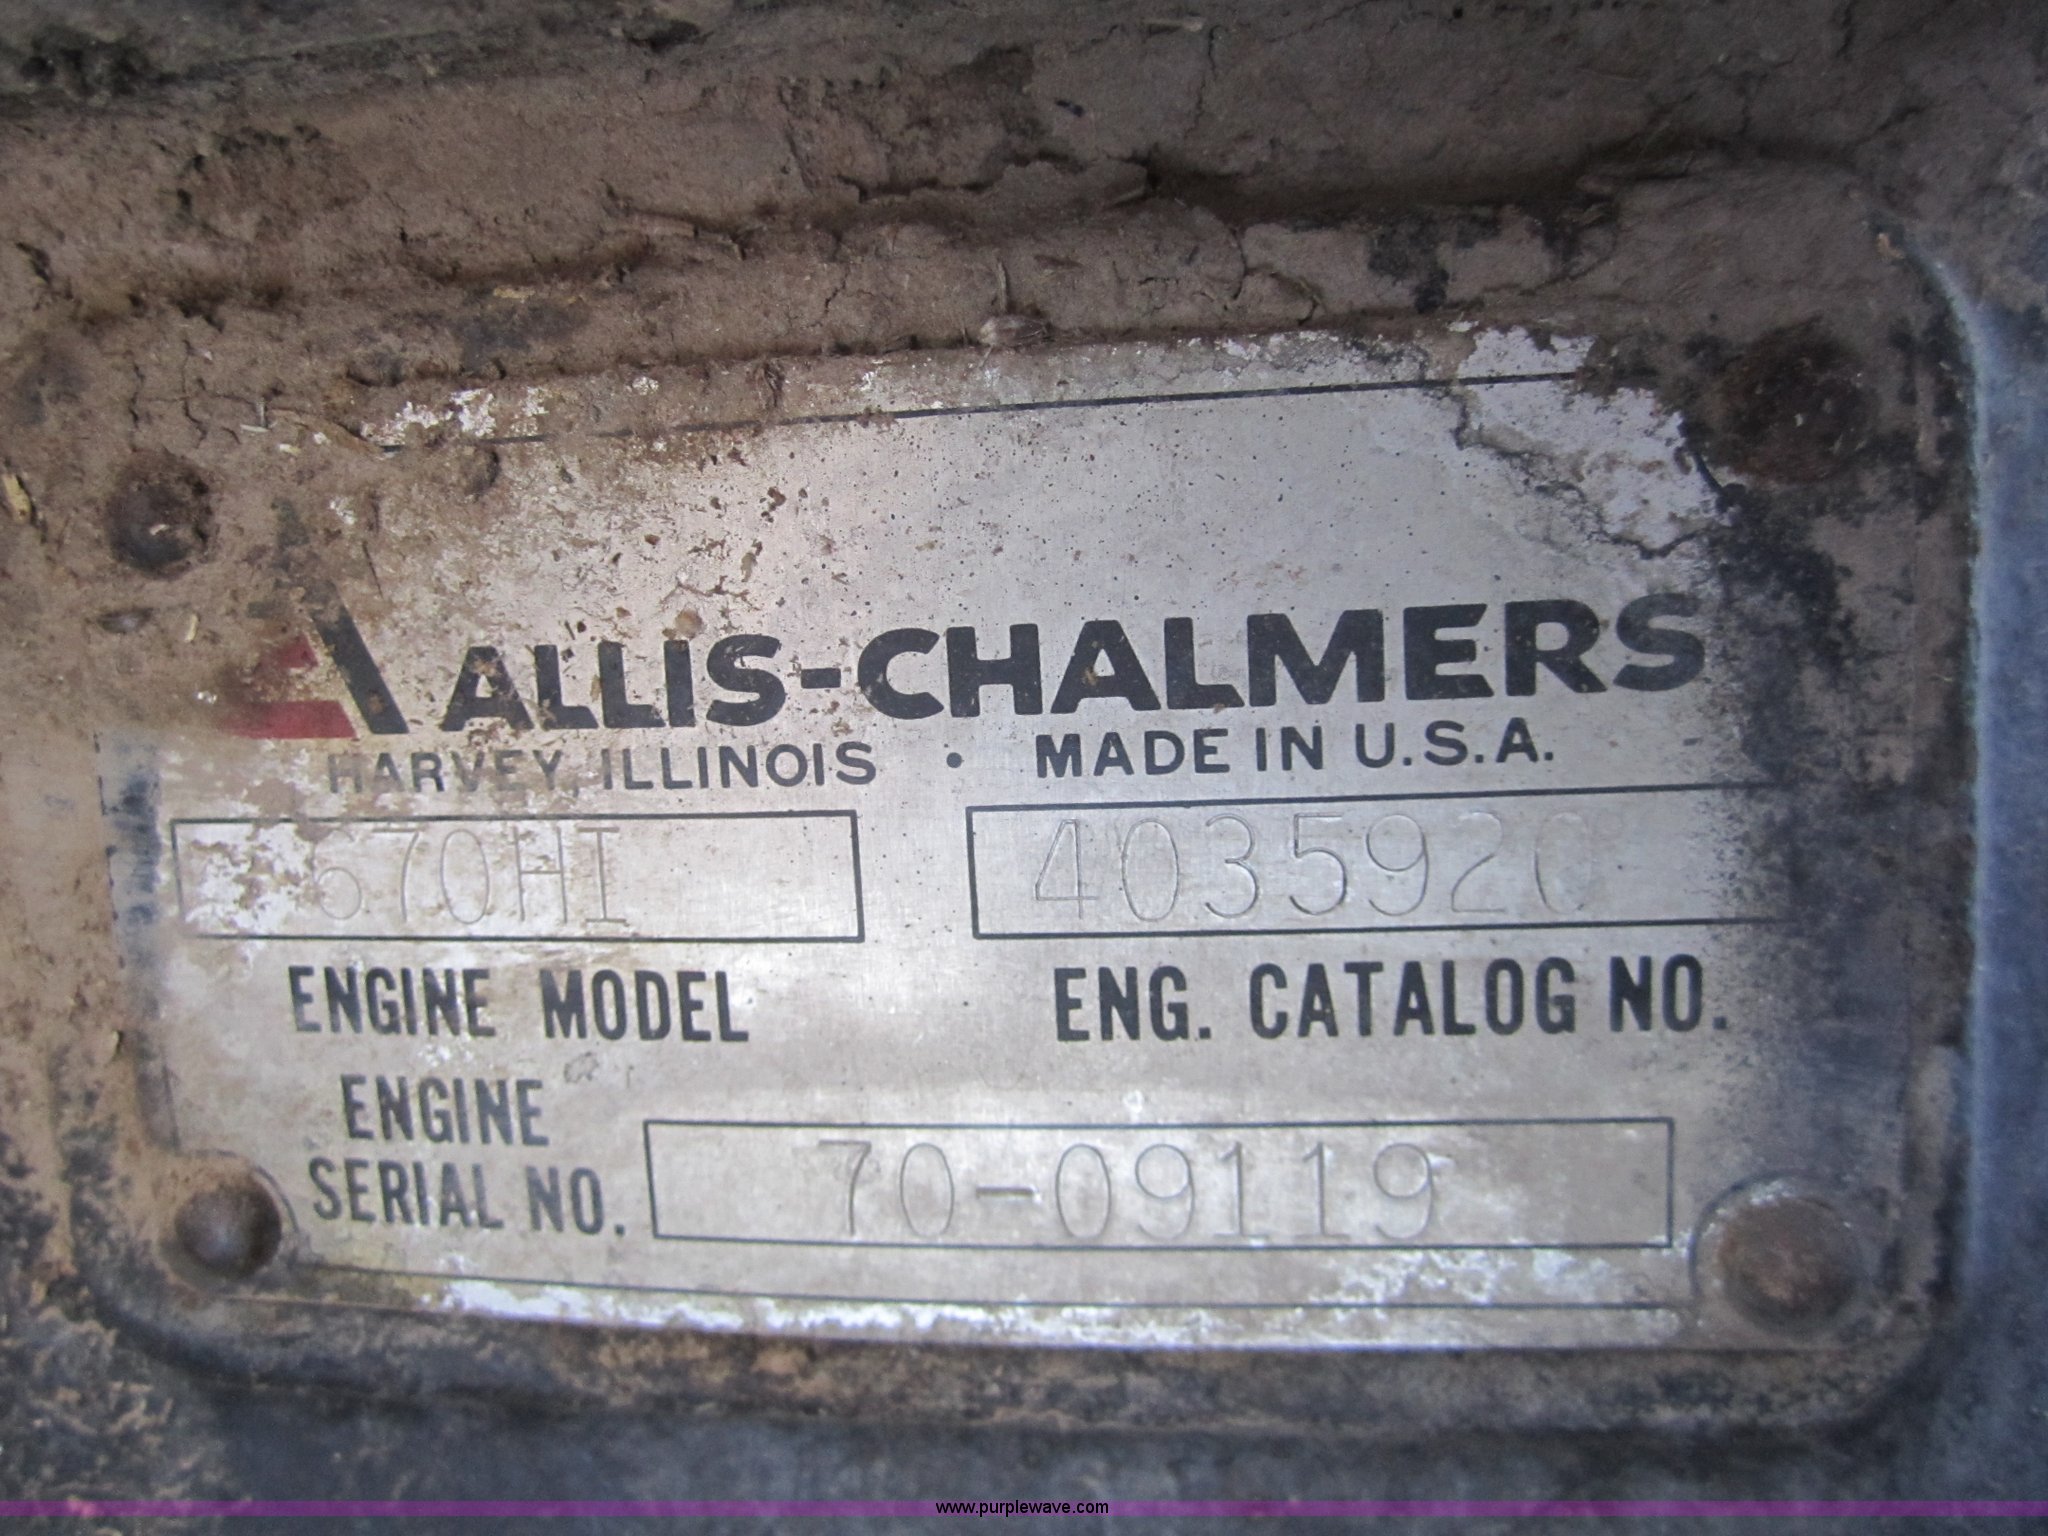 ALLIS-CHALMERS
HARVEY, ILLINOIS • MADE IN U.S.A.
670HI 4035920
ENGINE MODEL ENG. CATALOG NO.
ENGINE
SERIAL NO. 70-09119
www.purplewave.com